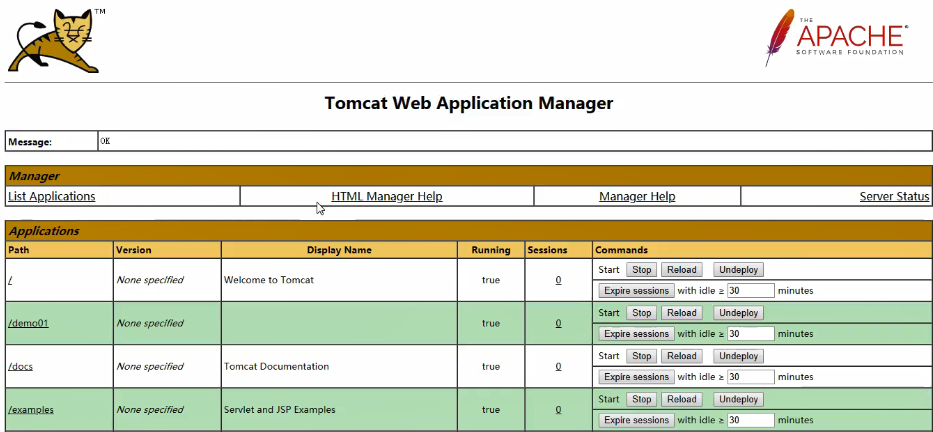 TM
THE
APACHE®
SOFTWARE FOUNDATION
Tomcat Web Application Manager
Message: OK
Manager
List Applications HTML Manager Help Manager Help Server Status
Applications
Path Version Display Name Running Sessions Commands
/ None specified Welcome to Tomcat true 0 Start Stop Reload Undeploy
Expire sessions with idle ≥ 30 minutes
/demo01 None specified true 0 Start Stop Reload Undeploy
Expire sessions with idle ≥ 30 minutes
/docs None specified Tomcat Documentation true 0 Start Stop Reload Undeploy
Expire sessions with idle ≥ 30 minutes
/examples None specified Servlet and JSP Examples true 0 Start Stop Reload Undeploy
Expire sessions with idle ≥ 30 minutes